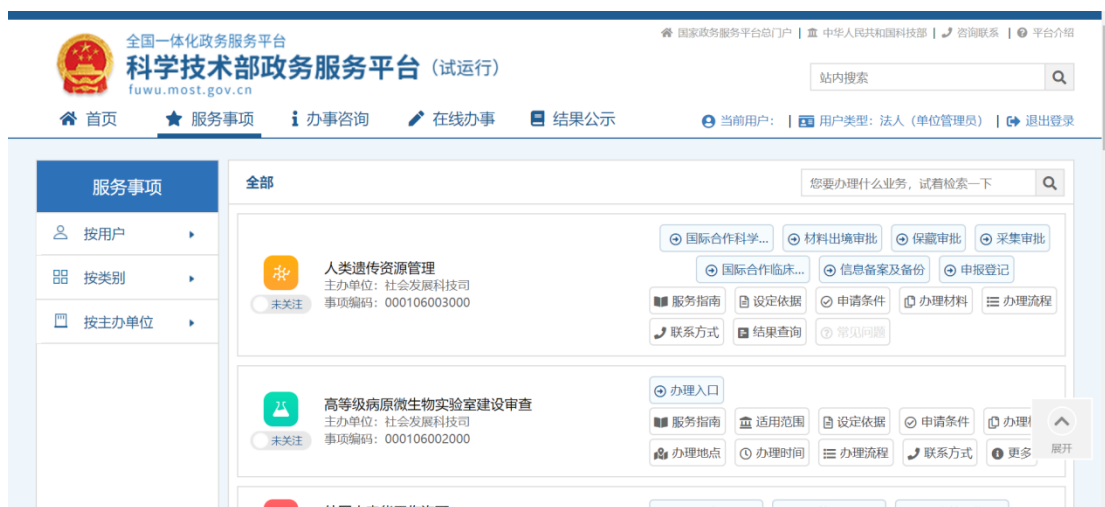 国家政务服务平台总门户 | 中华人民共和国科技部 | 咨询联系 | 平台介绍
全国一体化政务服务平台
科学技术部政务服务平台（试运行）
fuwu.most.gov.cn
站内搜索
首页 服务事项 办事咨询 在线办事 结果公示
当前用户： | 用户类型：法人（单位管理员） | 退出登录
服务事项
按用户
按类别
按主办单位
全部
您要办理什么业务，试着检索一下
人类遗传资源管理
主办单位：社会发展科技司
事项编码：000106003000
未关注
国际合作科学... 材料出境审批 保藏审批 采集审批
国际合作临床... 信息备案及备份 申报登记
服务指南 设定依据 申请条件 办理材料 办理流程
联系方式 结果查询 常见问题
高等级病原微生物实验室建设审查
主办单位：社会发展科技司
事项编码：000106002000
未关注
办理入口
服务指南 适用范围 设定依据 申请条件 办理
办理地点 办理时间 办理流程 联系方式 更多
展开